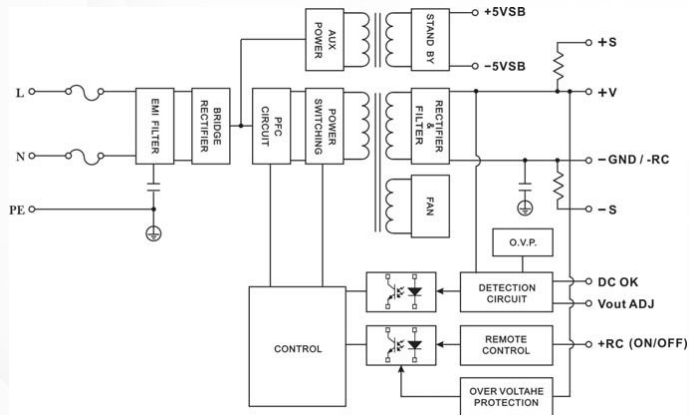 +5VSB
AUX
POWER
STAND BY
-5VSB
+S
L
EMI FILTER
BRIDGE
RECTIFIER
PFC
CIRCUIT
POWER
SWITCHING
RECTIFIER
&
FILTER
+V
N
-GND / -RC
PE
FAN
-S
O.V.P.
DETECTION
CIRCUIT
DC OK
Vout ADJ
CONTROL
REMOTE
CONTROL
+RC (ON/OFF)
OVER VOLTAHE
PROTECTION